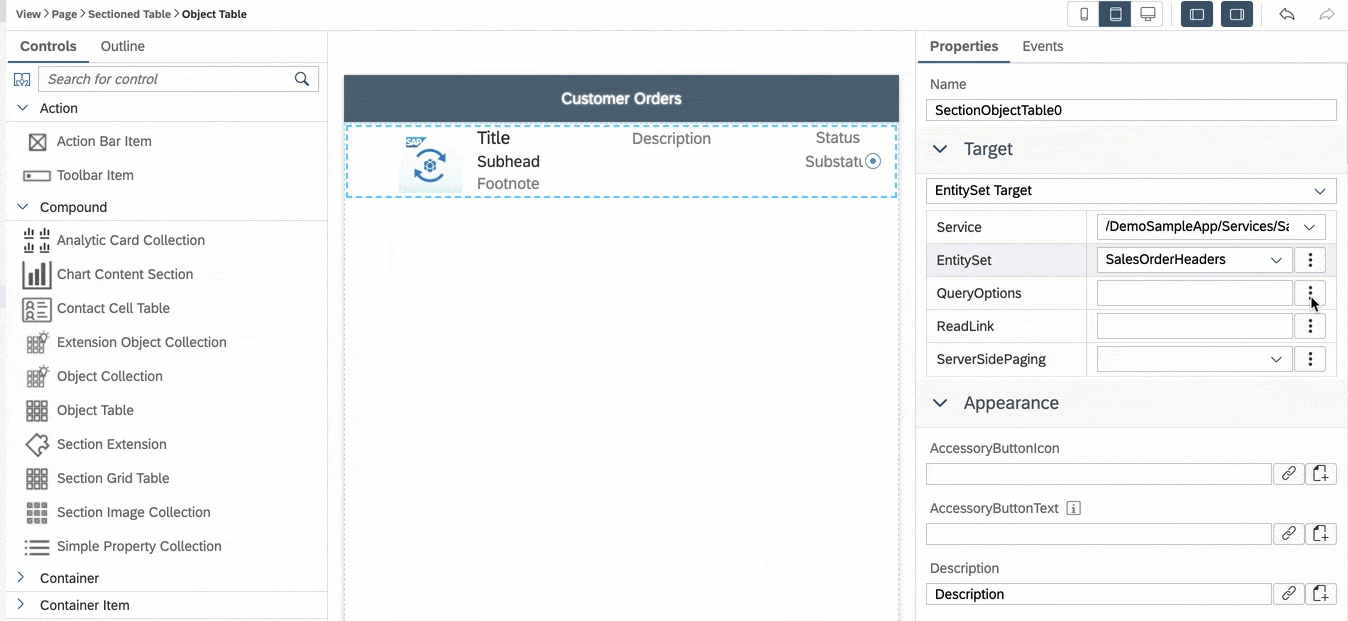 View > Page > Sectioned Table > Object Table
Controls
Outline
Search for control
Action
Action Bar Item
Toolbar Item
Compound
Analytic Card Collection
Chart Content Section
Contact Cell Table
Extension Object Collection
Object Collection
Object Table
Section Extension
Section Grid Table
Section Image Collection
Simple Property Collection
Container
Container Item
Customer Orders
SAP
Title
Subhead
Footnote
Description
Status
Substatu
Properties
Events
Name
SectionObjectTable0
Target
EntitySet Target
Service
/DemoSampleApp/Services/Sa
EntitySet
SalesOrderHeaders
QueryOptions
ReadLink
ServerSidePaging
Appearance
AccessoryButtonIcon
AccessoryButtonText
Description
Description